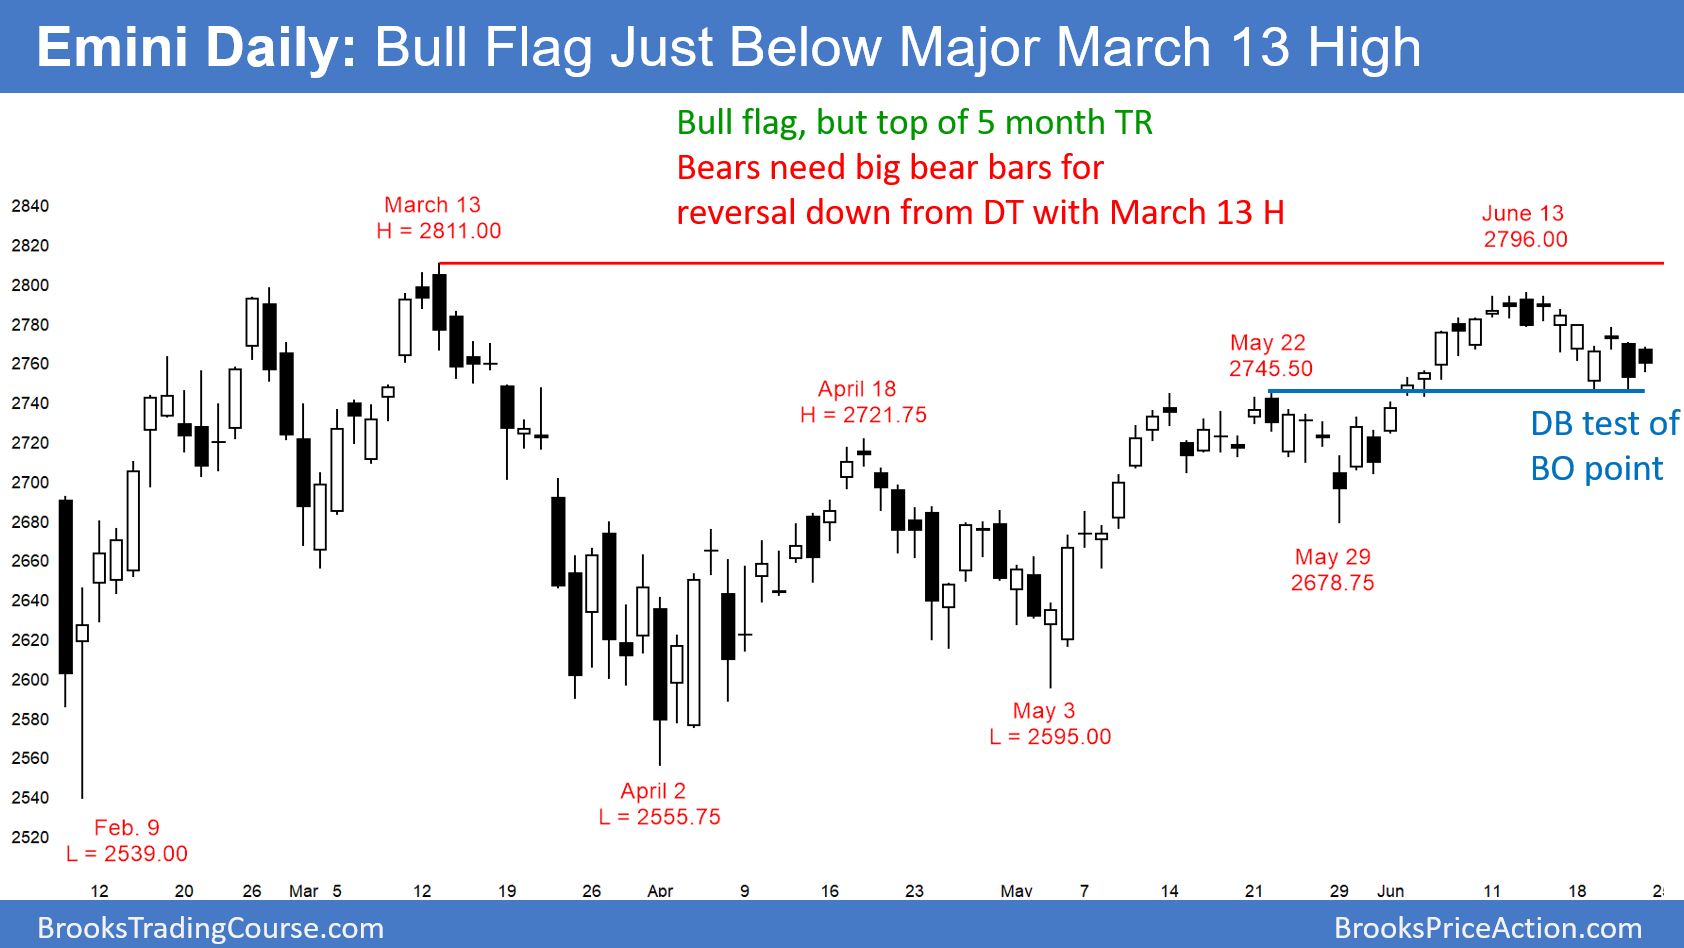 Emini Daily: Bull Flag Just Below Major March 13 High
Bull flag, but top of 5 month TR
Bears need big bear bars for
reversal down from DT with March 13 H
2840
2820
2800
2780
2760
2740
2720
2700
2680
2660
2640
2620
2600
2580
2560
2540
2520
March 13
H = 2811.00
June 13
2796.00
May 22
2745.50
April 18
H = 2721.75
DB test of
BO point
May 29
2678.75
May 3
L = 2595.00
April 2
L = 2555.75
Feb. 9
L = 2539.00
12 20 26 Mar 5 12 19 26 Apr 9 16 23 May 7 14 21 29 Jun 11 18
BrooksTradingCourse.com
BrooksPriceAction.com